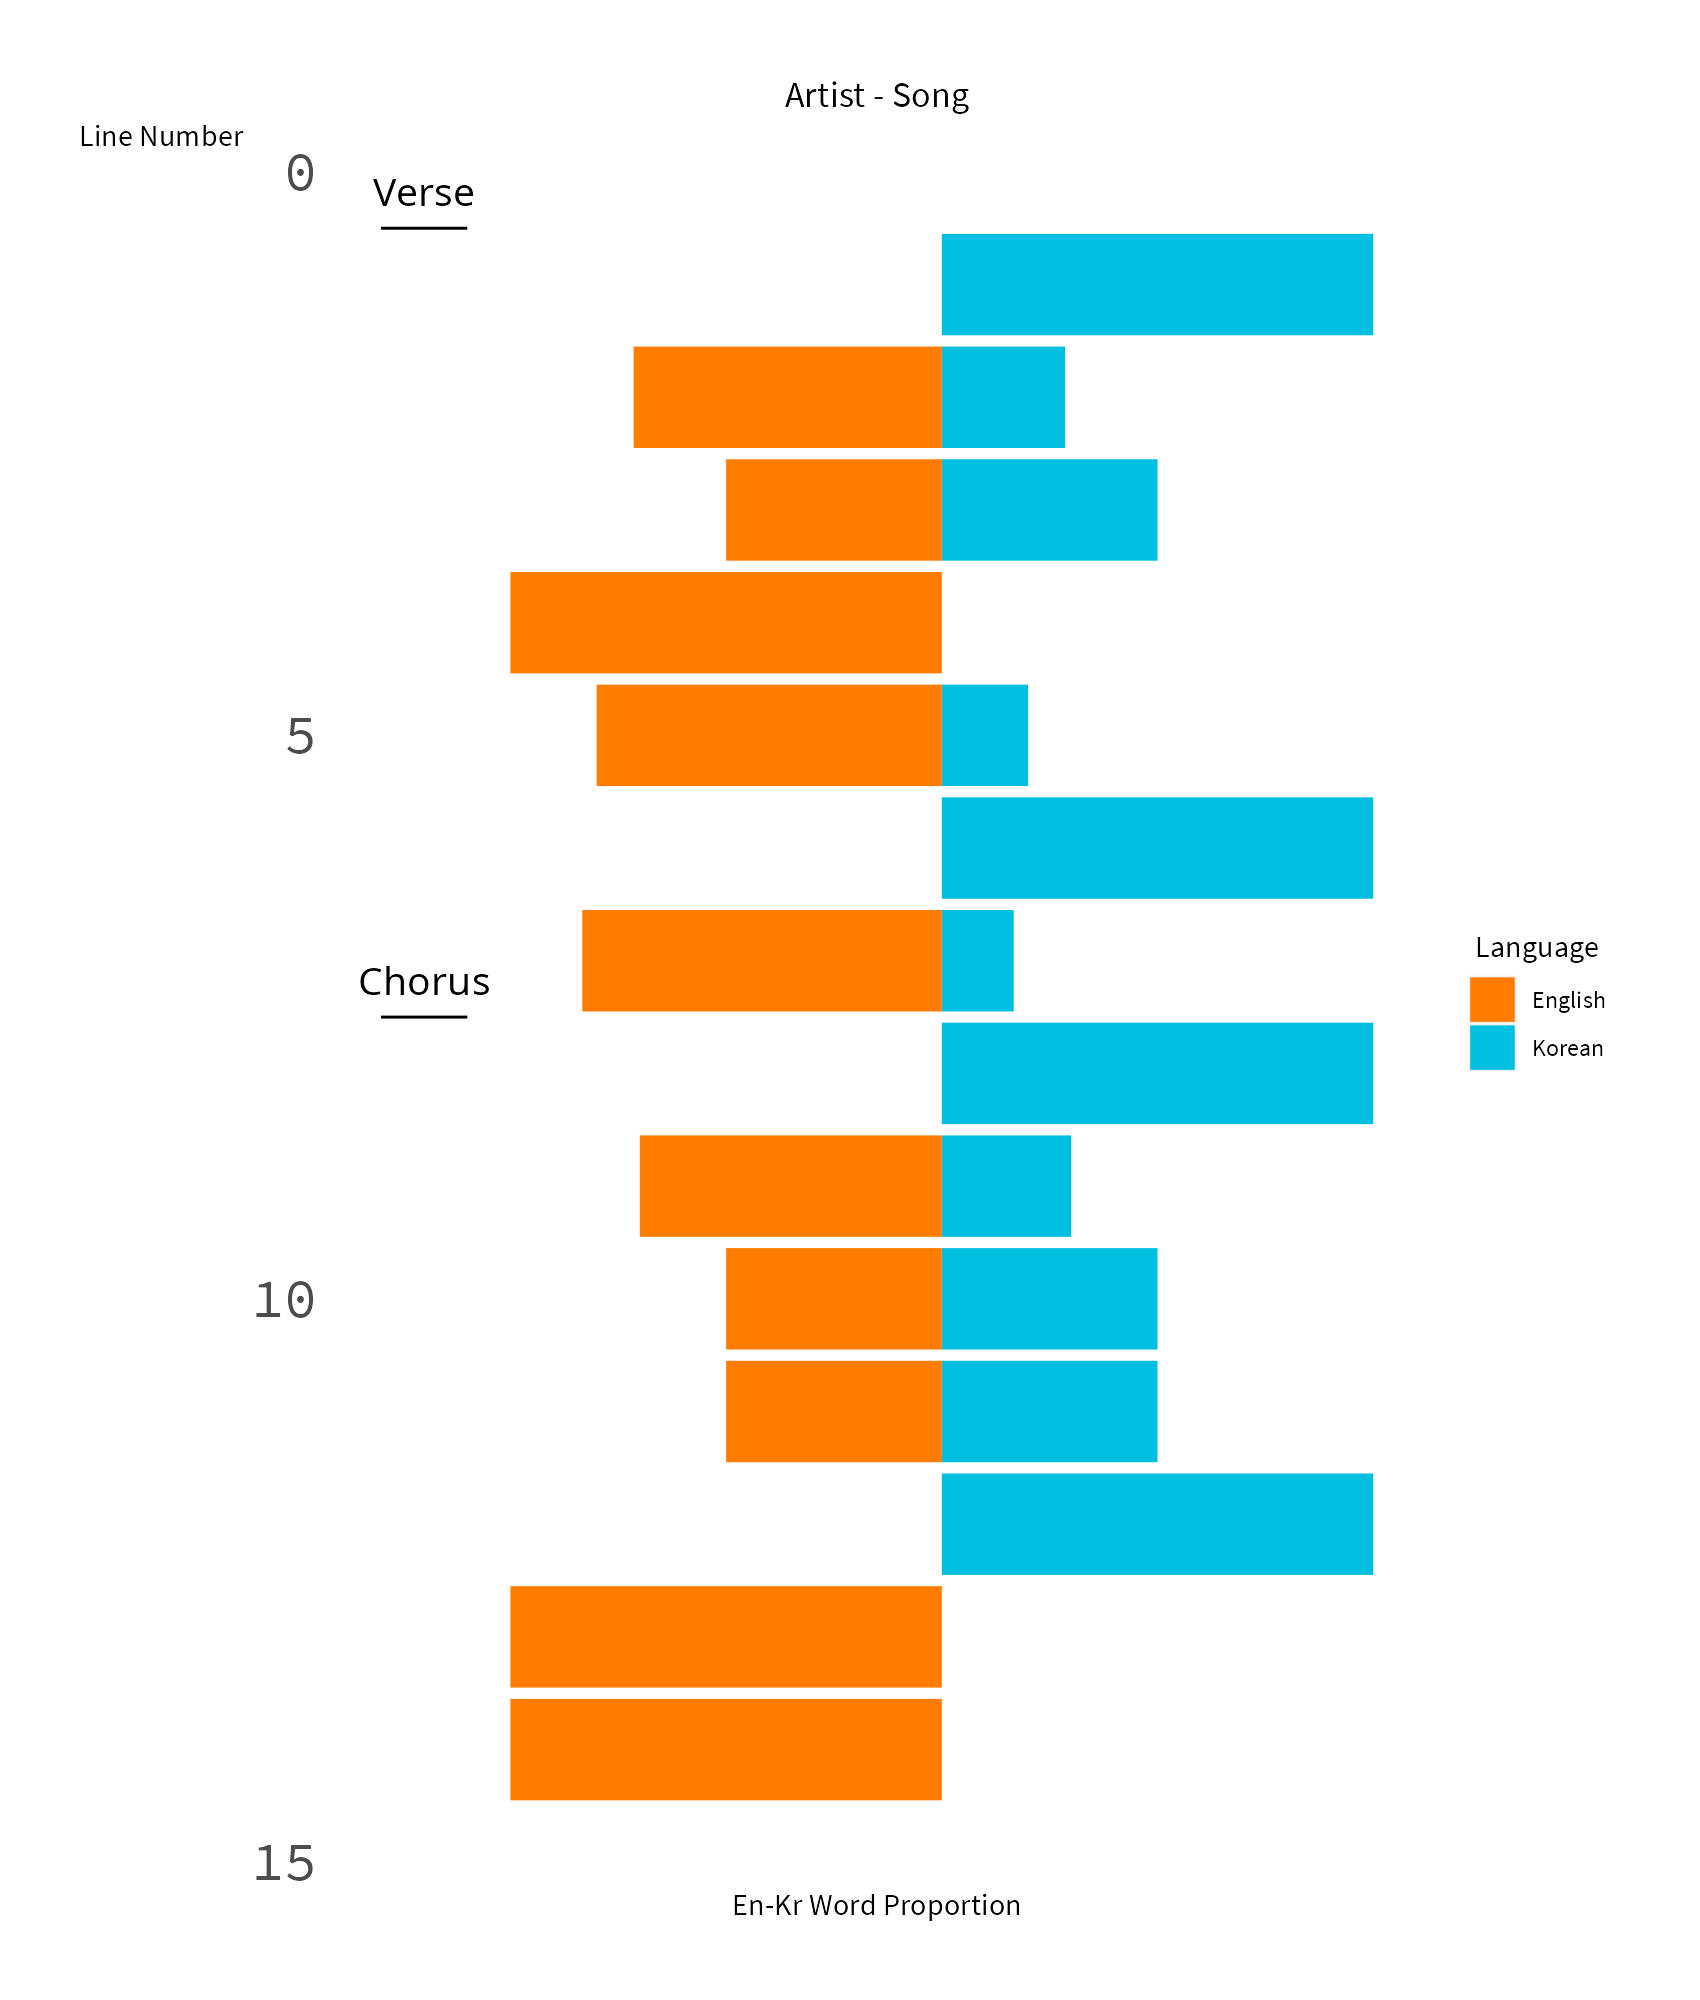 Artist - Song
Line Number
0
Verse
5
Chorus
Language
English
Korean
10
15
En-Kr Word Proportion